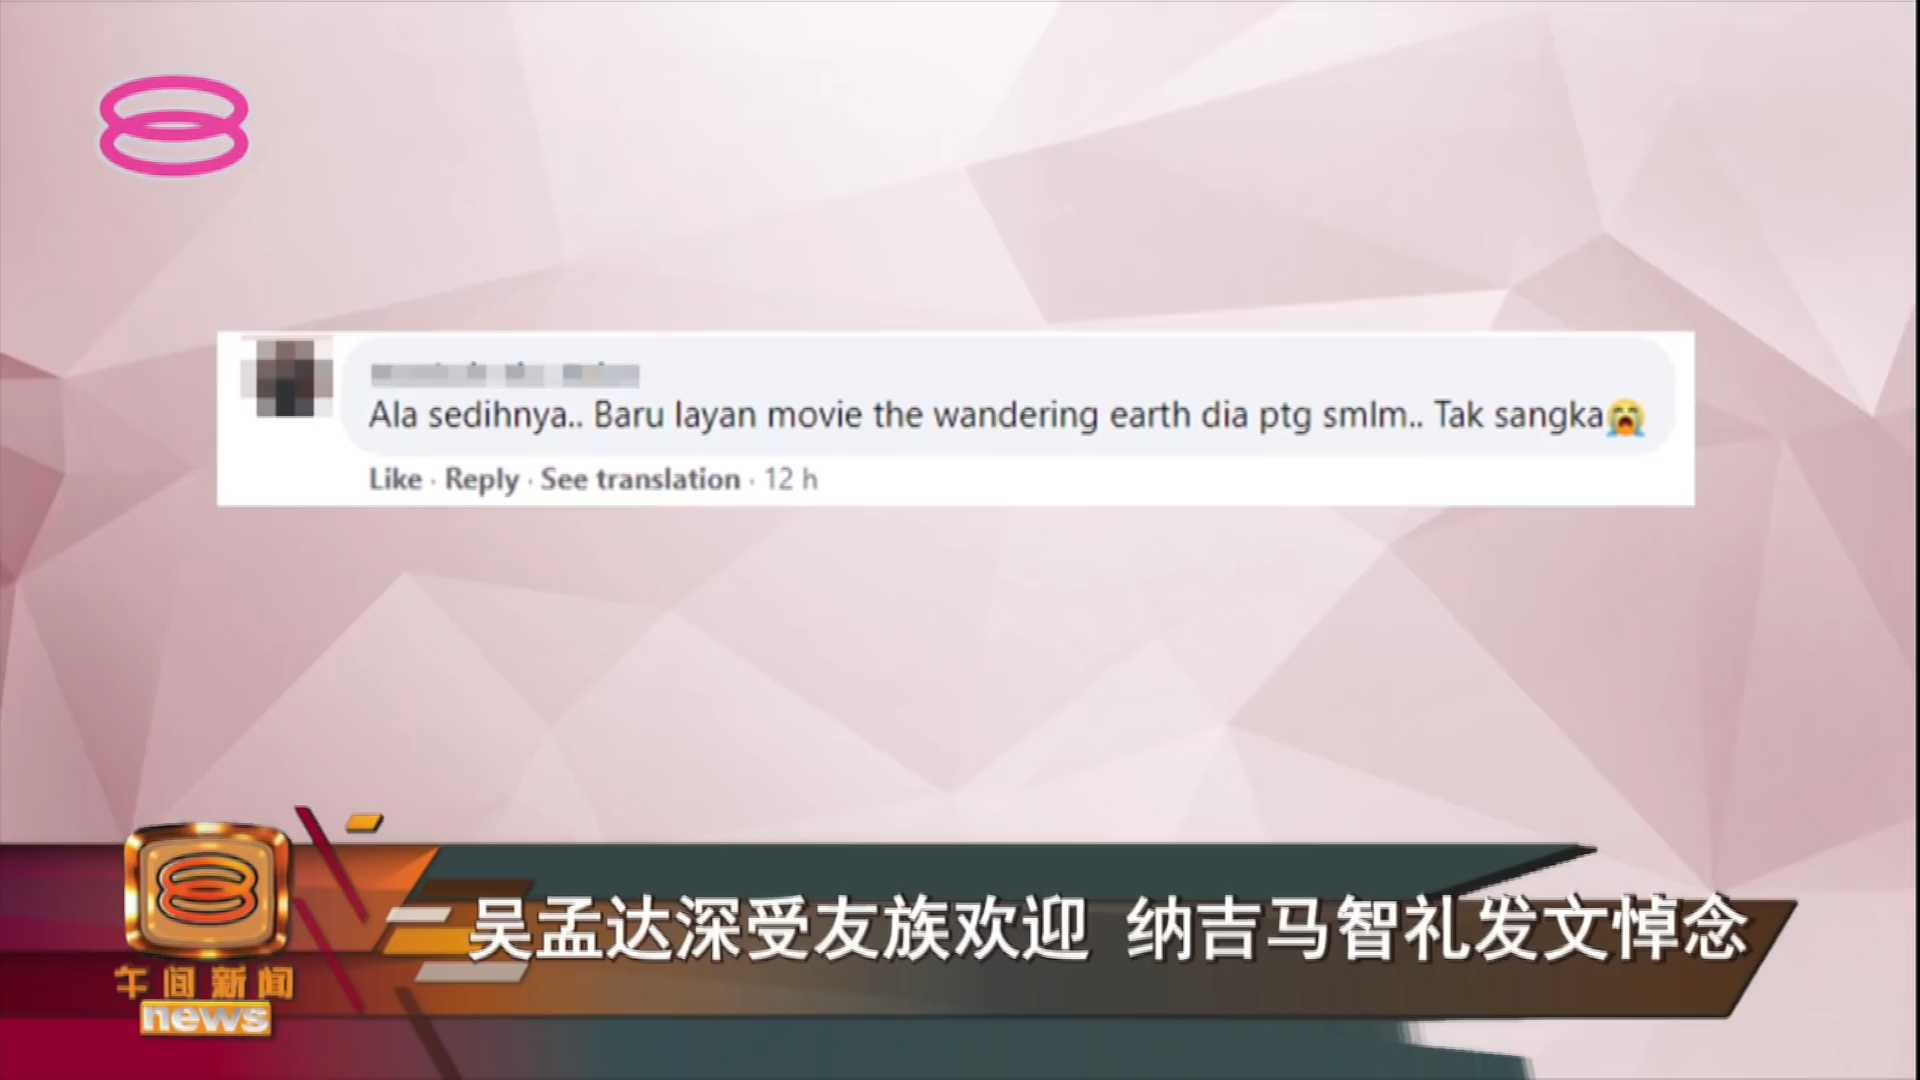 Ala sedihnya.. Baru layan movie the wandering earth dia ptg smlm.. Tak sangka😭
Like · Reply · See translation · 12 h
吴孟达深受友族欢迎 纳吉马智礼发文悼念
午间新闻
news